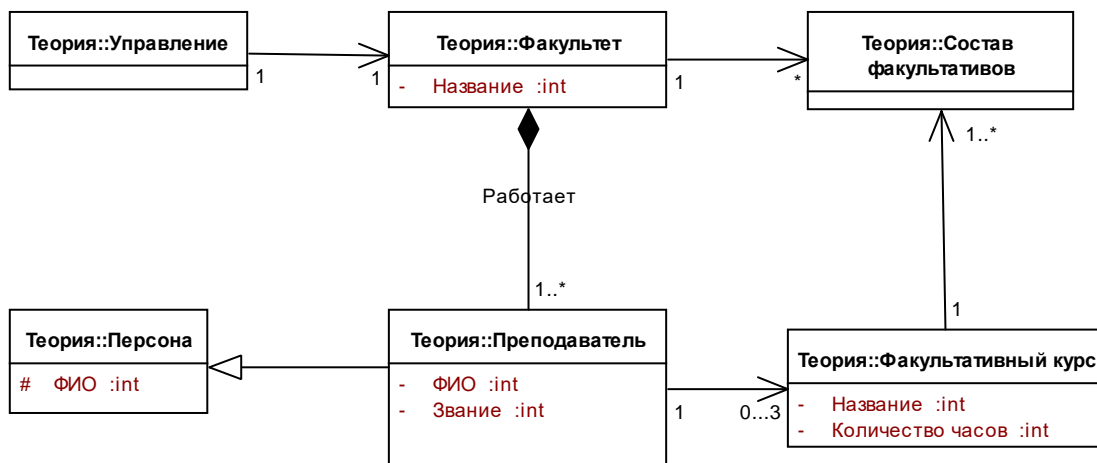 Теория::Управление
1
1
Теория::Факультет
- Название :int
1
*
Теория::Состав
факультативов
1..*
Работает
1..*
Теория::Персона
# ФИО :int
Теория::Преподаватель
- ФИО :int
- Звание :int
1
0...3
1
Теория::Факультативный курс
- Название :int
- Количество часов :int